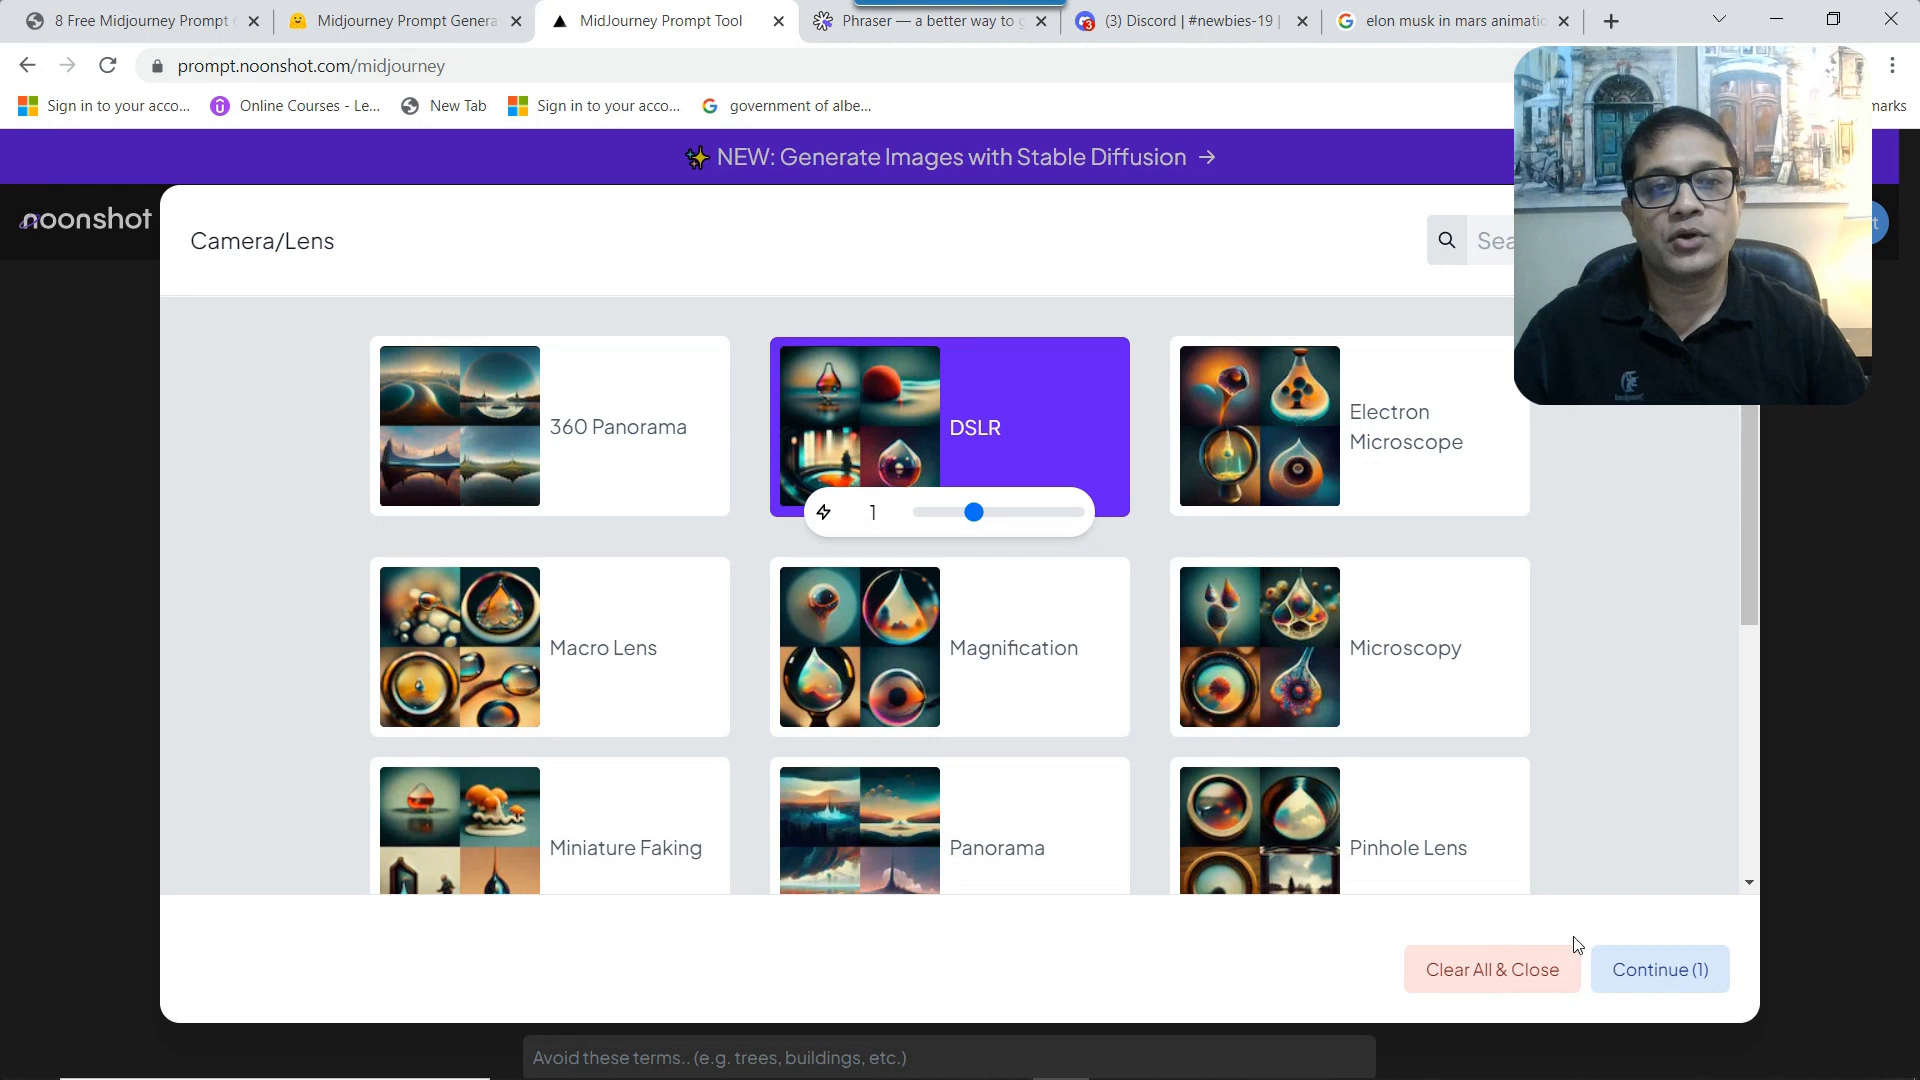 8 Free Midjourney Prompt
Midjourney Prompt Genera
MidJourney Prompt Tool
Phraser — a better way to g
(3) Discord | #newbies-19 |
elon musk in mars animatic
prompt.noonshot.com/midjourney
Sign in to your acco...
Online Courses - Le...
New Tab
Sign in to your acco...
government of albe...
marks
NEW: Generate Images with Stable Diffusion →
noonshot
Camera/Lens
Sea
t
360 Panorama
DSLR
Electron
Microscope
1
Macro Lens
Magnification
Microscopy
Miniature Faking
Panorama
Pinhole Lens
Clear All & Close
Continue (1)
Avoid these terms.. (e.g. trees, buildings, etc.)